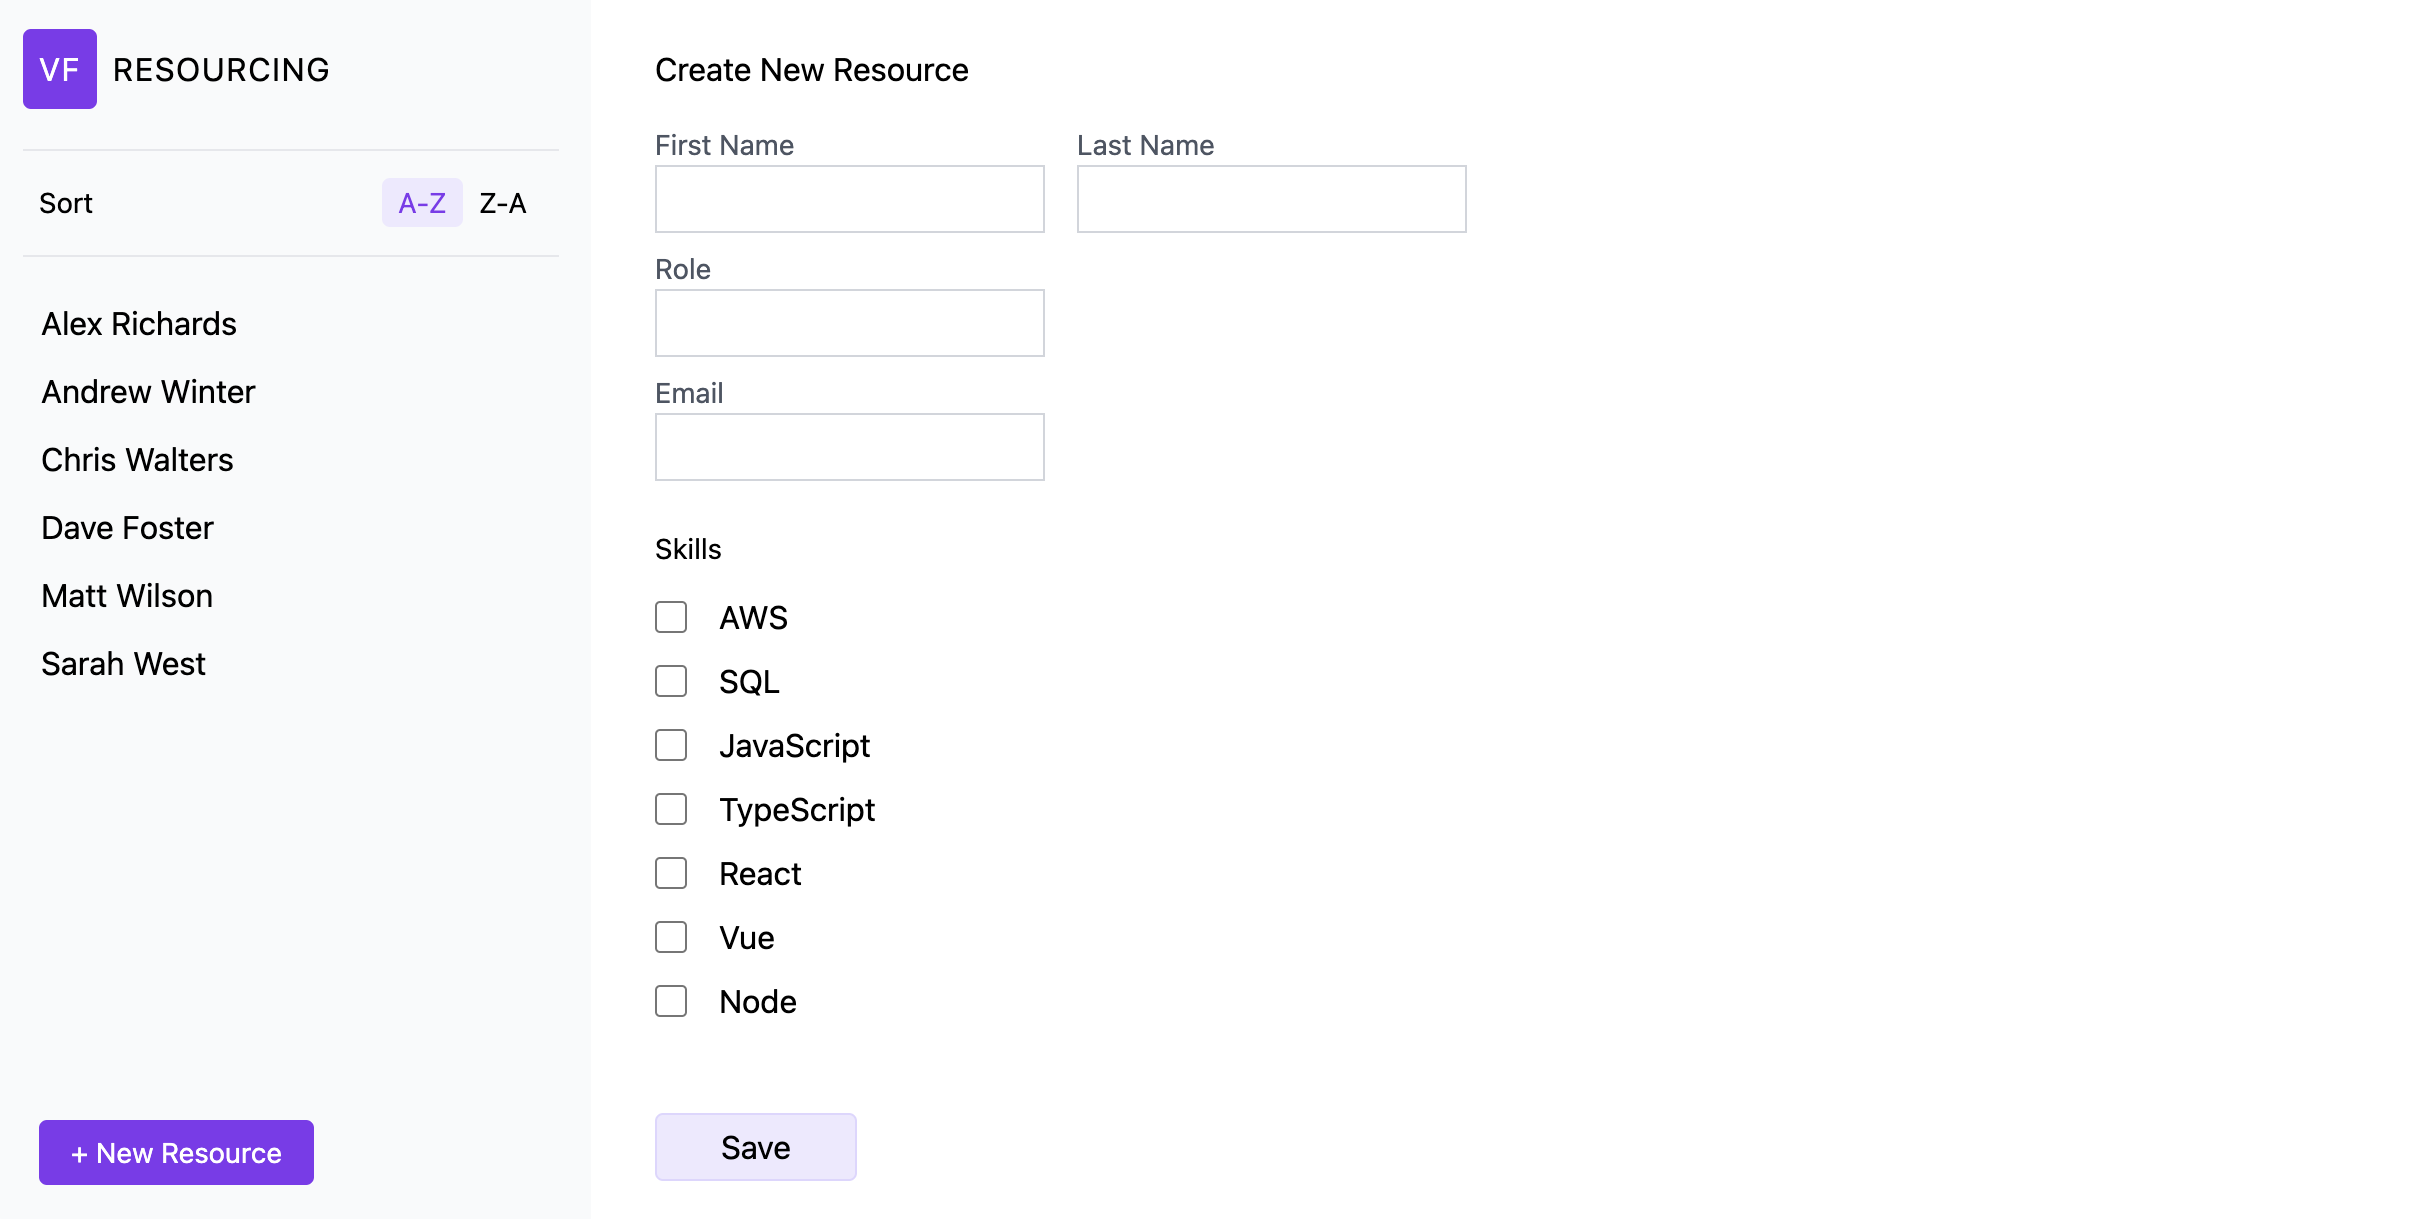 VF RESOURCING
Sort A-Z Z-A
Alex Richards
Andrew Winter
Chris Walters
Dave Foster
Matt Wilson
Sarah West
+ New Resource
Create New Resource
First Name Last Name
Role
Email
Skills
AWS
SQL
JavaScript
TypeScript
React
Vue
Node
Save